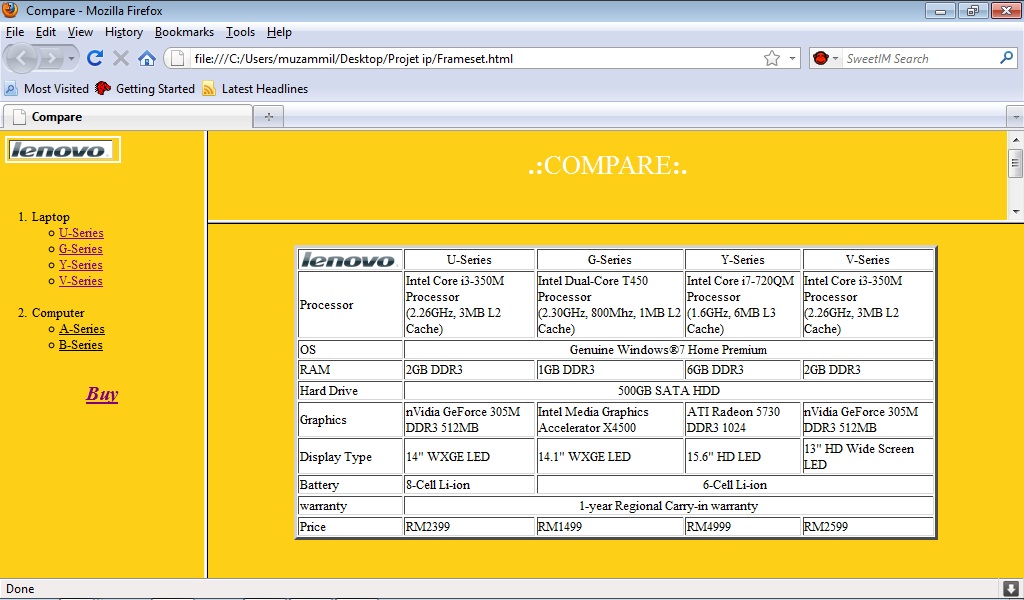 Compare - Mozilla Firefox
File Edit View History Bookmarks Tools Help
file:///C:/Users/muzammil/Desktop/Projet ip/Frameset.html
SweetIM Search
Most Visited Getting Started Latest Headlines
Compare
lenovo.
.:COMPARE:.
1. Laptop
U-Series
G-Series
Y-Series
V-Series
2. Computer
A-Series
B-Series
Buy
lenovo. U-Series G-Series Y-Series V-Series
Processor
Intel Core i3-350M
Processor
(2.26GHz, 3MB L2
Cache)
Intel Dual-Core T450
Processor
(2.30GHz, 800Mhz, 1MB L2
Cache)
Intel Core i7-720QM
Processor
(1.6GHz, 6MB L3
Cache)
Intel Core i3-350M
Processor
(2.26GHz, 3MB L2
Cache)
OS Genuine Windows®7 Home Premium
RAM 2GB DDR3 1GB DDR3 6GB DDR3 2GB DDR3
Hard Drive 500GB SATA HDD
Graphics
nVidia GeForce 305M
DDR3 512MB
Intel Media Graphics
Accelerator X4500
ATI Radeon 5730
DDR3 1024
nVidia GeForce 305M
DDR3 512MB
Display Type
14" WXGE LED
14.1" WXGE LED
15.6" HD LED
13" HD Wide Screen
LED
Battery 8-Cell Li-ion 6-Cell Li-ion
warranty 1-year Regional Carry-in warranty
Price RM2399 RM1499 RM4999 RM2599
Done